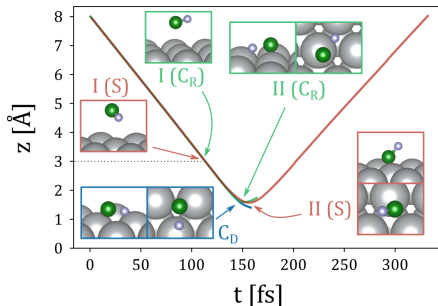 8
7
6
5
4
3
2
1
0
z [Å]
I (S)
I (C_R)
II (C_R)
II (S)
C_D
0
50
100
150
200
250
300
t [fs]